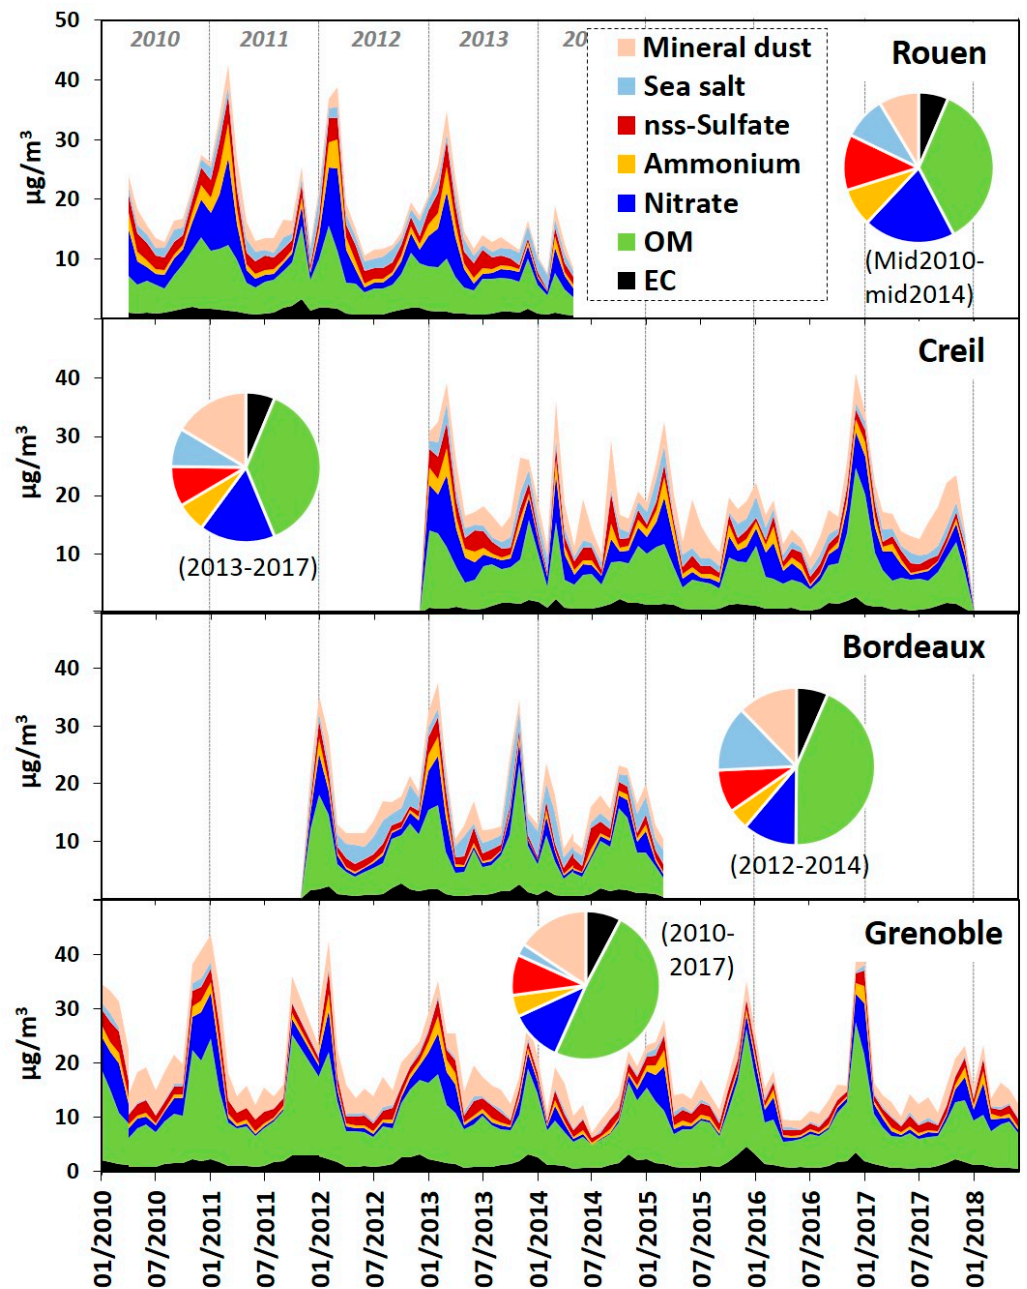 50
40
30
20
10
µg/m³
2010
2011
2012
2013
20
Mineral dust
Sea salt
nss-Sulfate
Ammonium
Nitrate
OM
EC
Rouen
(Mid2010-
mid2014)
40
30
20
10
µg/m³
Creil
(2013-2017)
40
30
20
10
µg/m³
Bordeaux
(2012-2014)
40
30
20
10
0
µg/m³
Grenoble
(2010-
2017)
01/2010
07/2010
01/2011
07/2011
01/2012
07/2012
01/2013
07/2013
01/2014
07/2014
01/2015
07/2015
01/2016
07/2016
01/2017
07/2017
01/2018